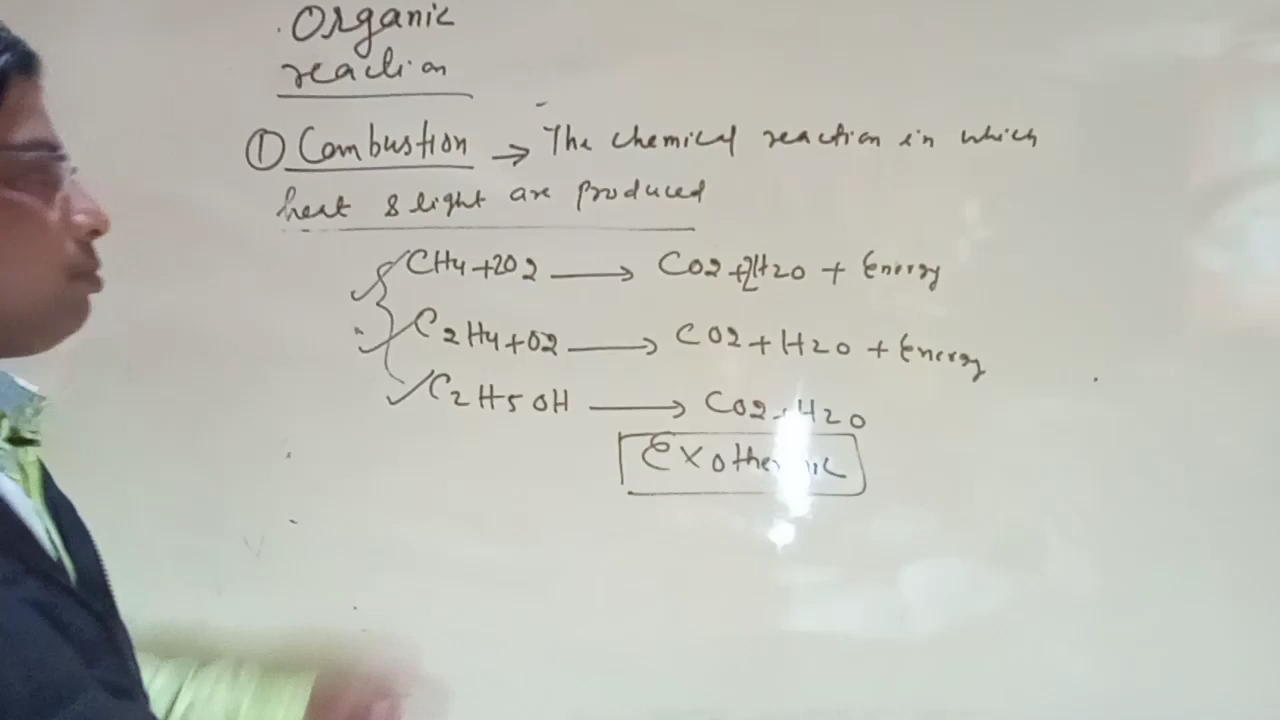 Organic
reaction
① Combustion → The chemical reaction in which
heat & light are produced
CH4+2O2 ⟶ CO2+2H2O + Energy
C2H4+O2 ⟶ CO2+H2O + Energy
C2H5OH ⟶ CO2+H2O
Exothermic